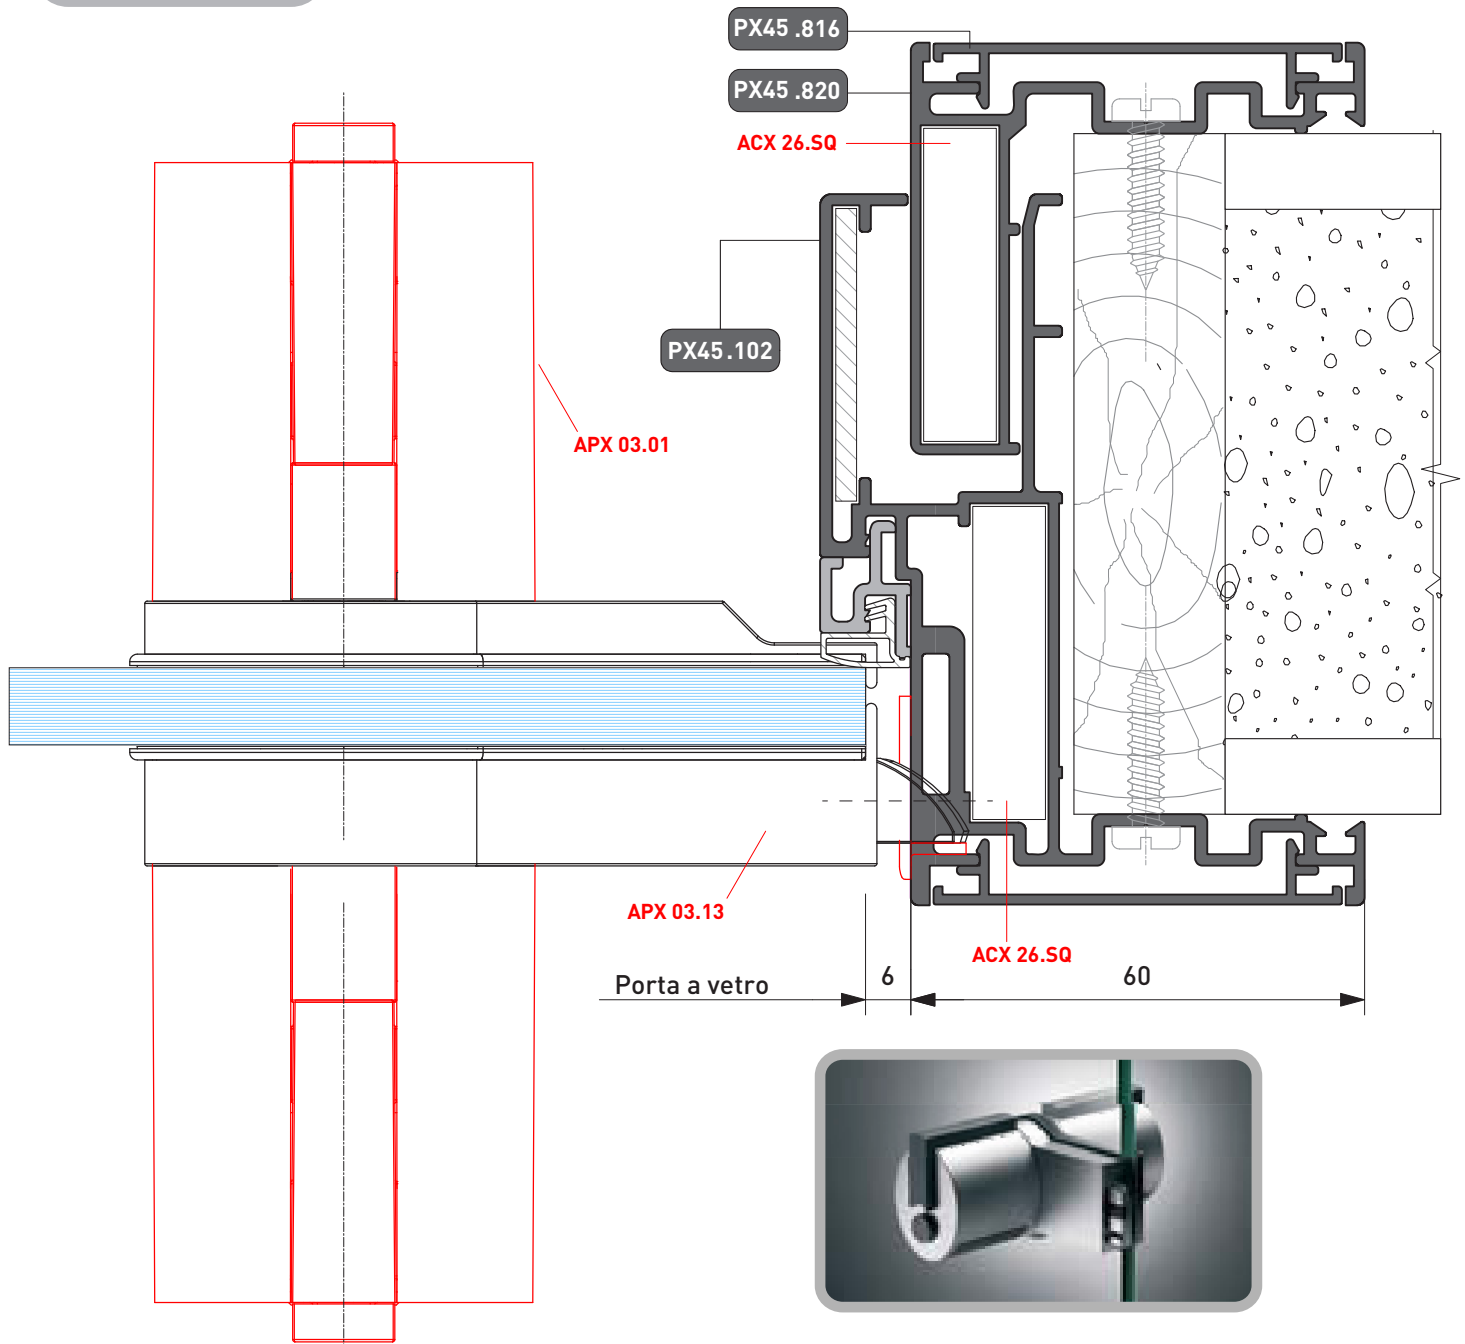 PX45 .816
PX45 .820
ACX 26.SQ
PX45 .102
APX 03.01
APX 03.13
ACX 26.SQ
Porta a vetro
6
60